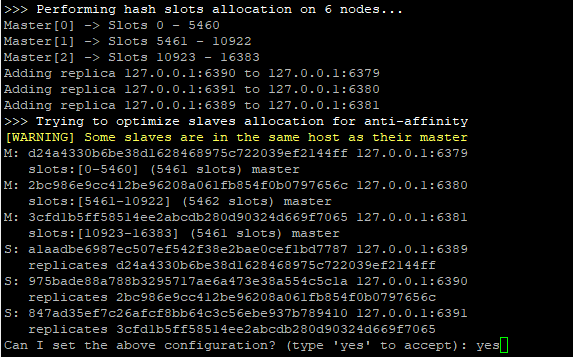 >>> Performing hash slots allocation on 6 nodes...
Master[0] -> Slots 0 - 5460
Master[1] -> Slots 5461 - 10922
Master[2] -> Slots 10923 - 16383
Adding replica 127.0.0.1:6390 to 127.0.0.1:6379
Adding replica 127.0.0.1:6391 to 127.0.0.1:6380
Adding replica 127.0.0.1:6389 to 127.0.0.1:6381
>>> Trying to optimize slaves allocation for anti-affinity
[WARNING] Some slaves are in the same host as their master
M: d24a4330b6be38d1628468975c722039ef2144ff 127.0.0.1:6379
slots:[0-5460] (5461 slots) master
M: 2bc986e9cc412be96208a061fb854f0b0797656c 127.0.0.1:6380
slots:[5461-10922] (5462 slots) master
M: 3cfd1b5ff58514ee2abcdb280d90324d669f7065 127.0.0.1:6381
slots:[10923-16383] (5461 slots) master
S: a1aadbe6987ec507ef542f38e2bae0cef1bd7787 127.0.0.1:6389
replicates d24a4330b6be38d1628468975c722039ef2144ff
S: 975bade88a788b3295717ae6a473e38a554c5c1a 127.0.0.1:6390
replicates 2bc986e9cc412be96208a061fb854f0b0797656c
S: 847ad35ef7c26afcf8bb64c3c56ebe937b789410 127.0.0.1:6391
replicates 3cfd1b5ff58514ee2abcdb280d90324d669f7065
Can I set the above configuration? (type 'yes' to accept): yes